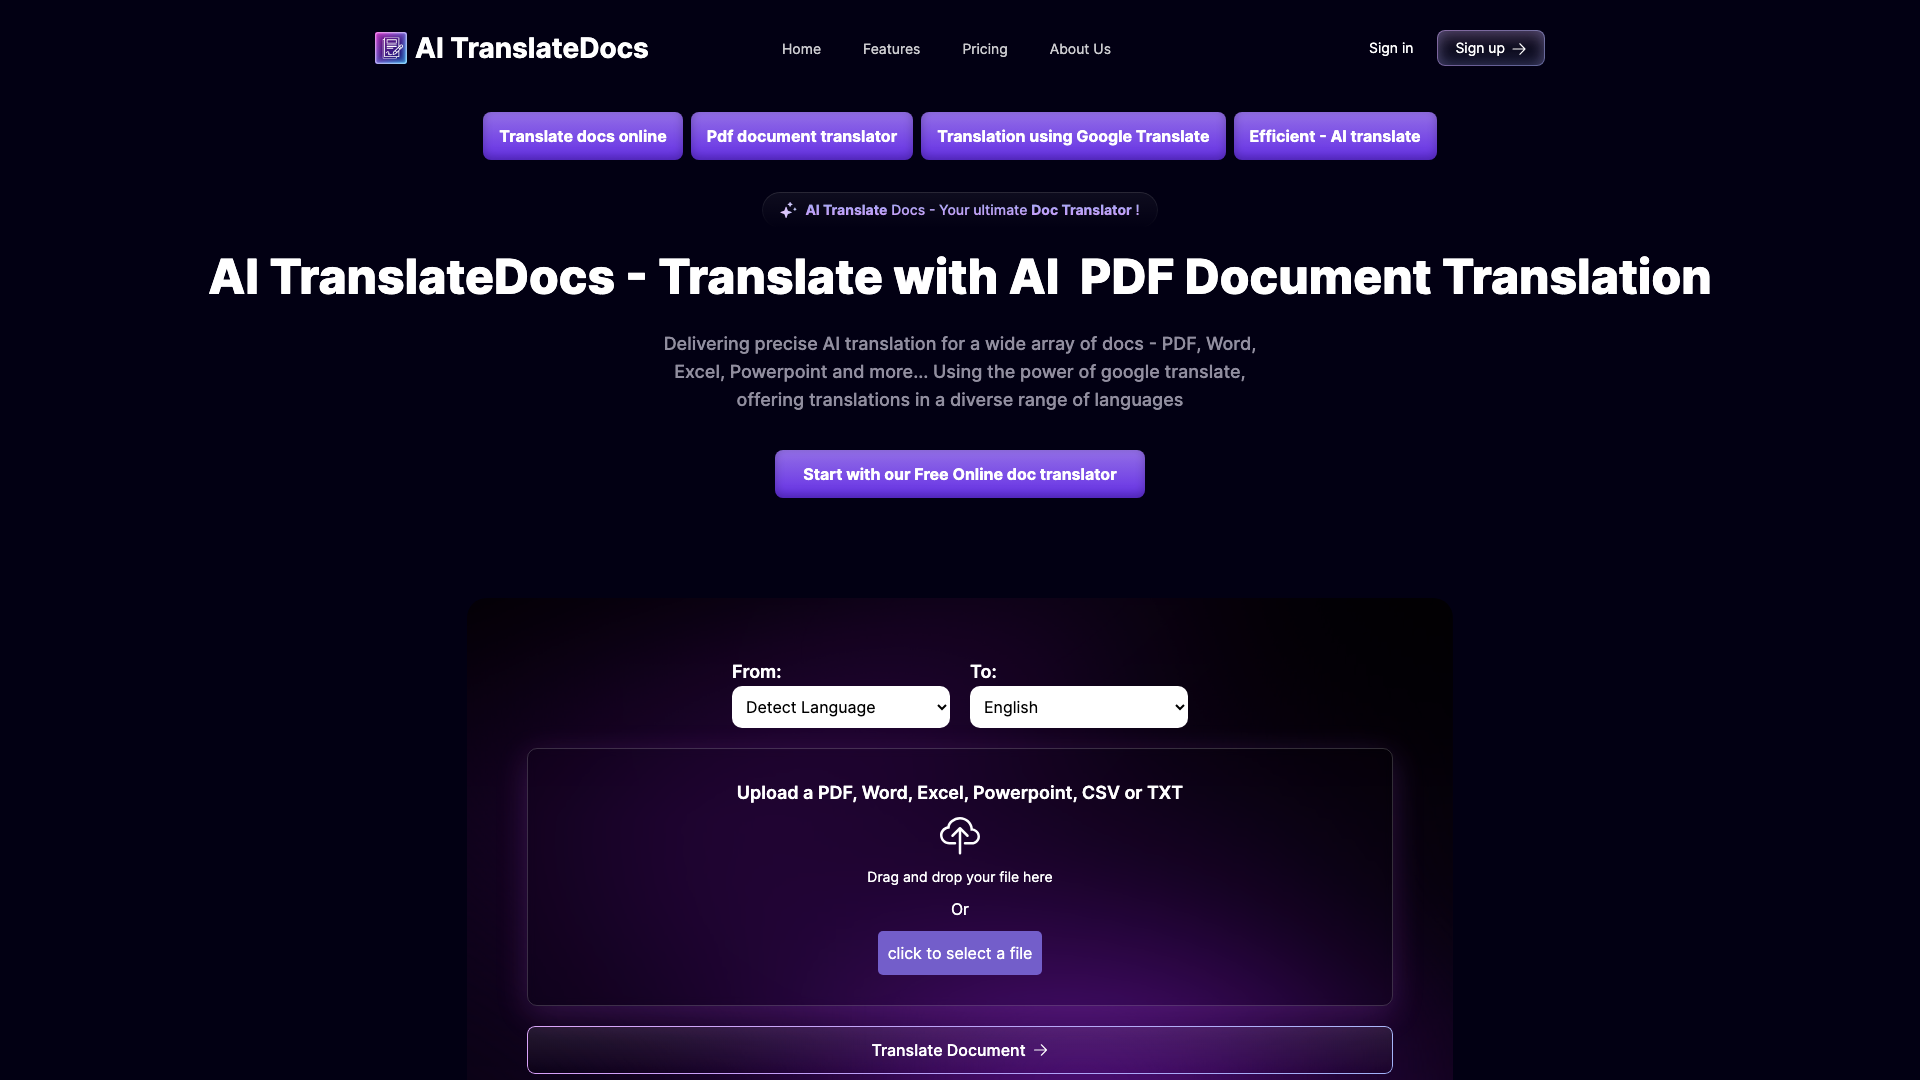 AI TranslateDocs
Home
Features
Pricing
About Us
Sign in
Sign up
Translate docs online
Pdf document translator
Translation using Google Translate
Efficient - AI translate
AI Translate Docs - Your ultimate Doc Translator !
AI TranslateDocs - Translate with AI PDF Document Translation
Delivering precise AI translation for a wide array of docs - PDF, Word,
Excel, Powerpoint and more... Using the power of google translate,
offering translations in a diverse range of languages
Start with our Free Online doc translator
From:
To:
Detect Language
English
Upload a PDF, Word, Excel, Powerpoint, CSV or TXT
Drag and drop your file here
Or
click to select a file
Translate Document